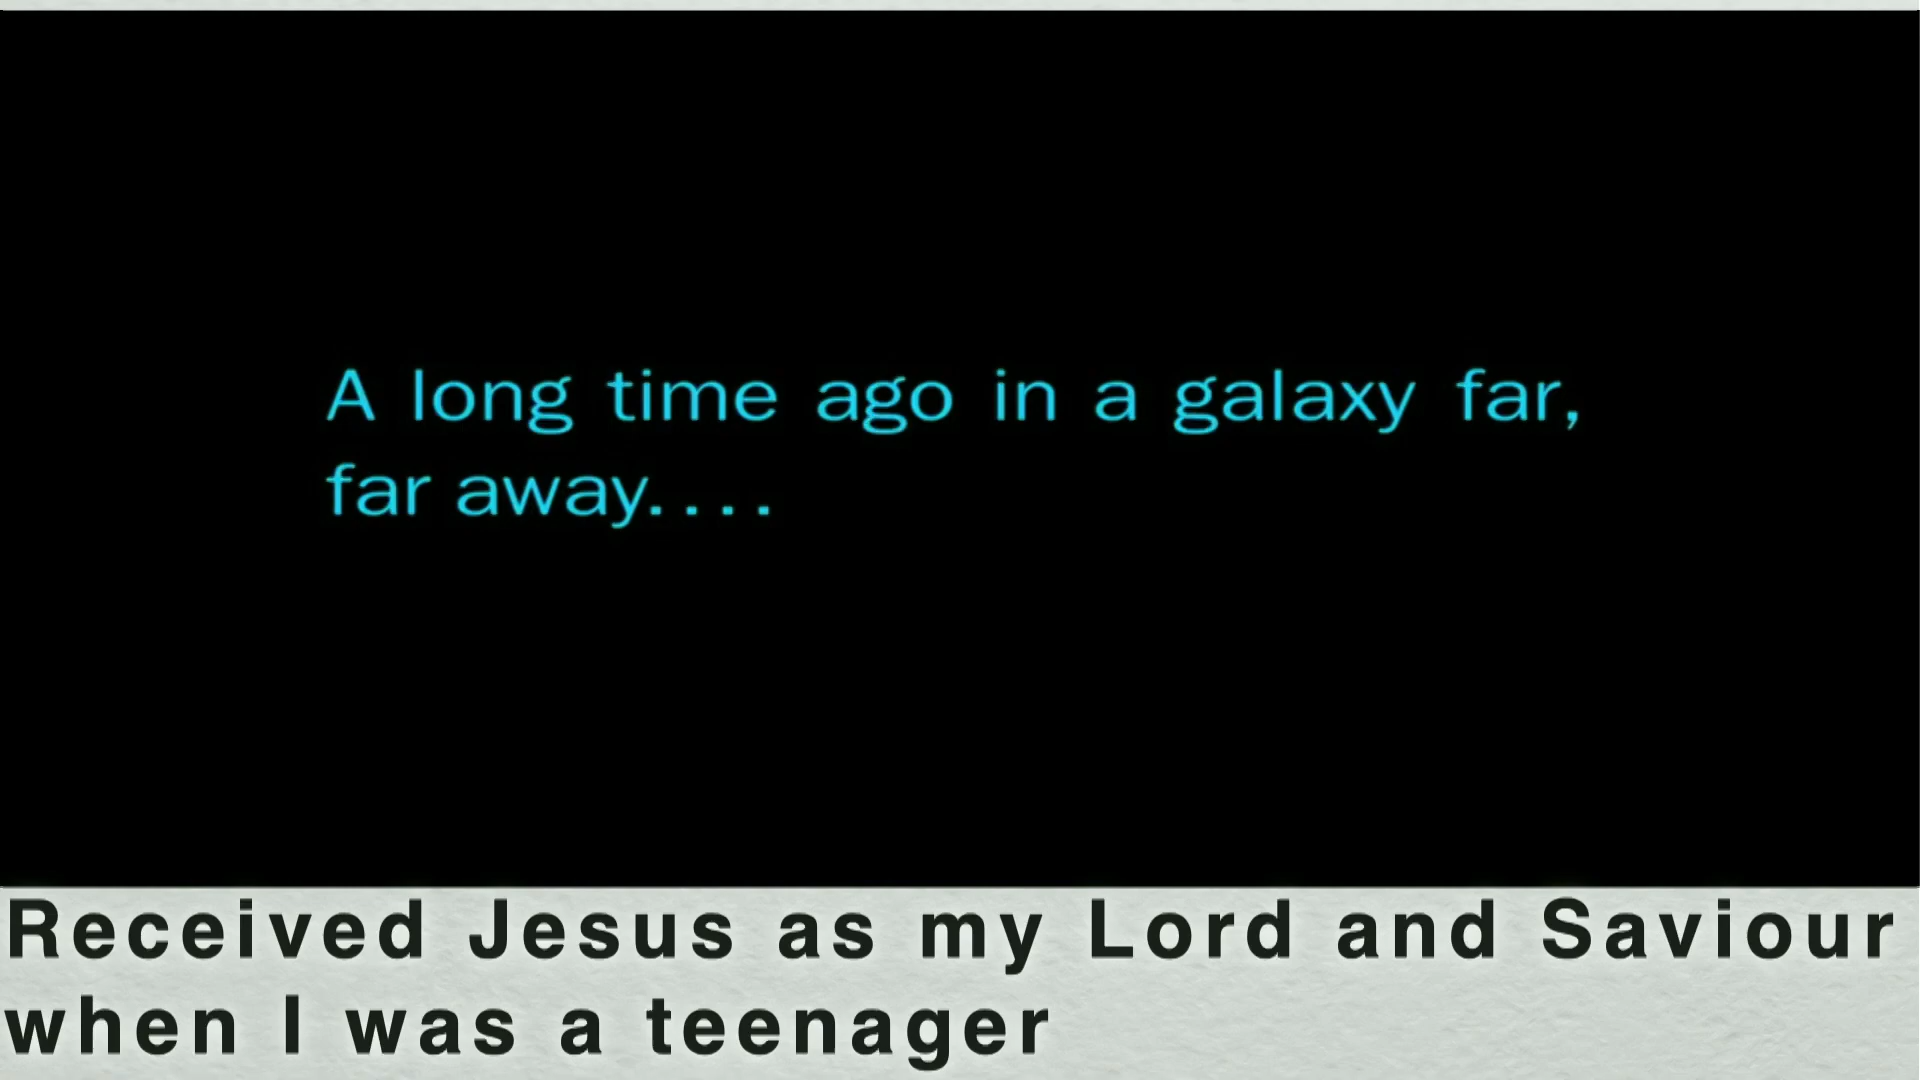 A long time ago in a galaxy far,
far away....
Received Jesus as my Lord and Saviour
when I was a teenager